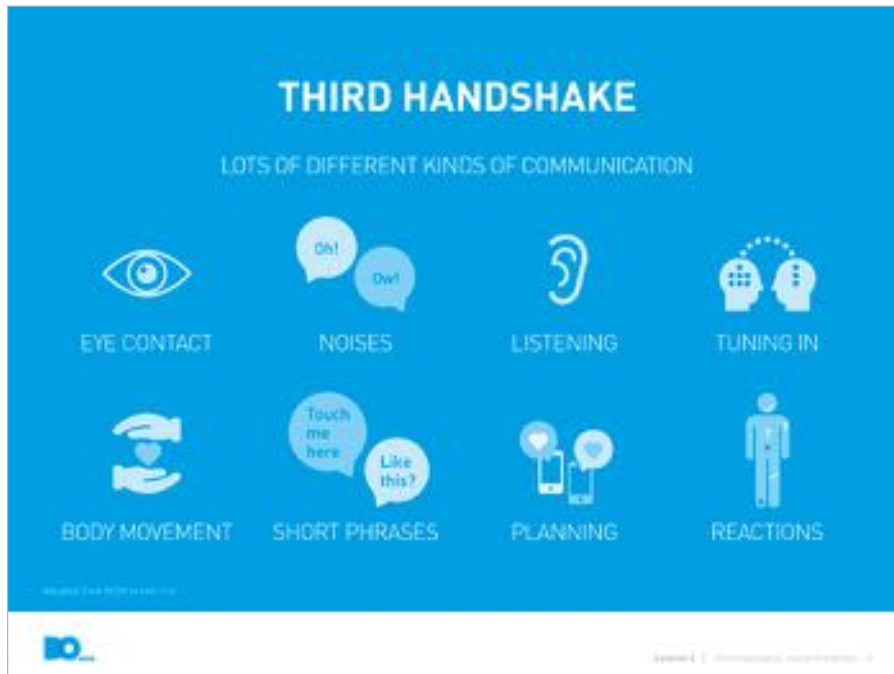 THIRD HANDSHAKE
LOTS OF DIFFERENT KINDS OF COMMUNICATION
Oh!
Ow!
EYE CONTACT
NOISES
LISTENING
TUNING IN
Touch
me
here
Like
this?
BODY MOVEMENT
SHORT PHRASES
PLANNING
REACTIONS